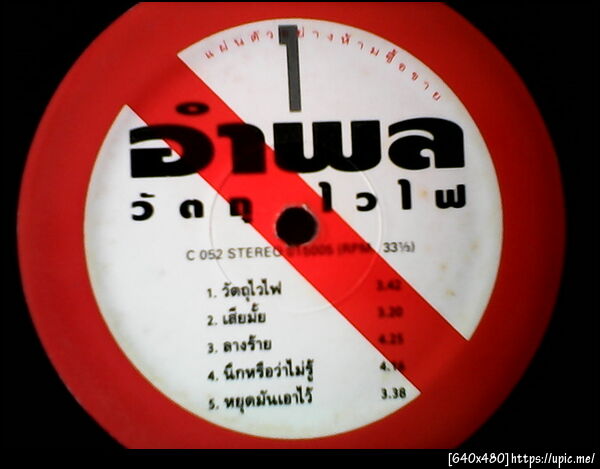 แผ่นตัวอย่างห้ามซื้อขาย
1
อำพล
วัตถุไวไฟ
C 052 STEREO 015005 (RPM. 33⅓)
1. วัตถุไวไฟ 3.42
2. เสียมั้ย 3.20
3. ลางร้าย 4.25
4. นึกหรือว่าไม่รู้ 4.16
5. หยุดมันเอาไว้ 3.38
[640x480]https://upic.me/